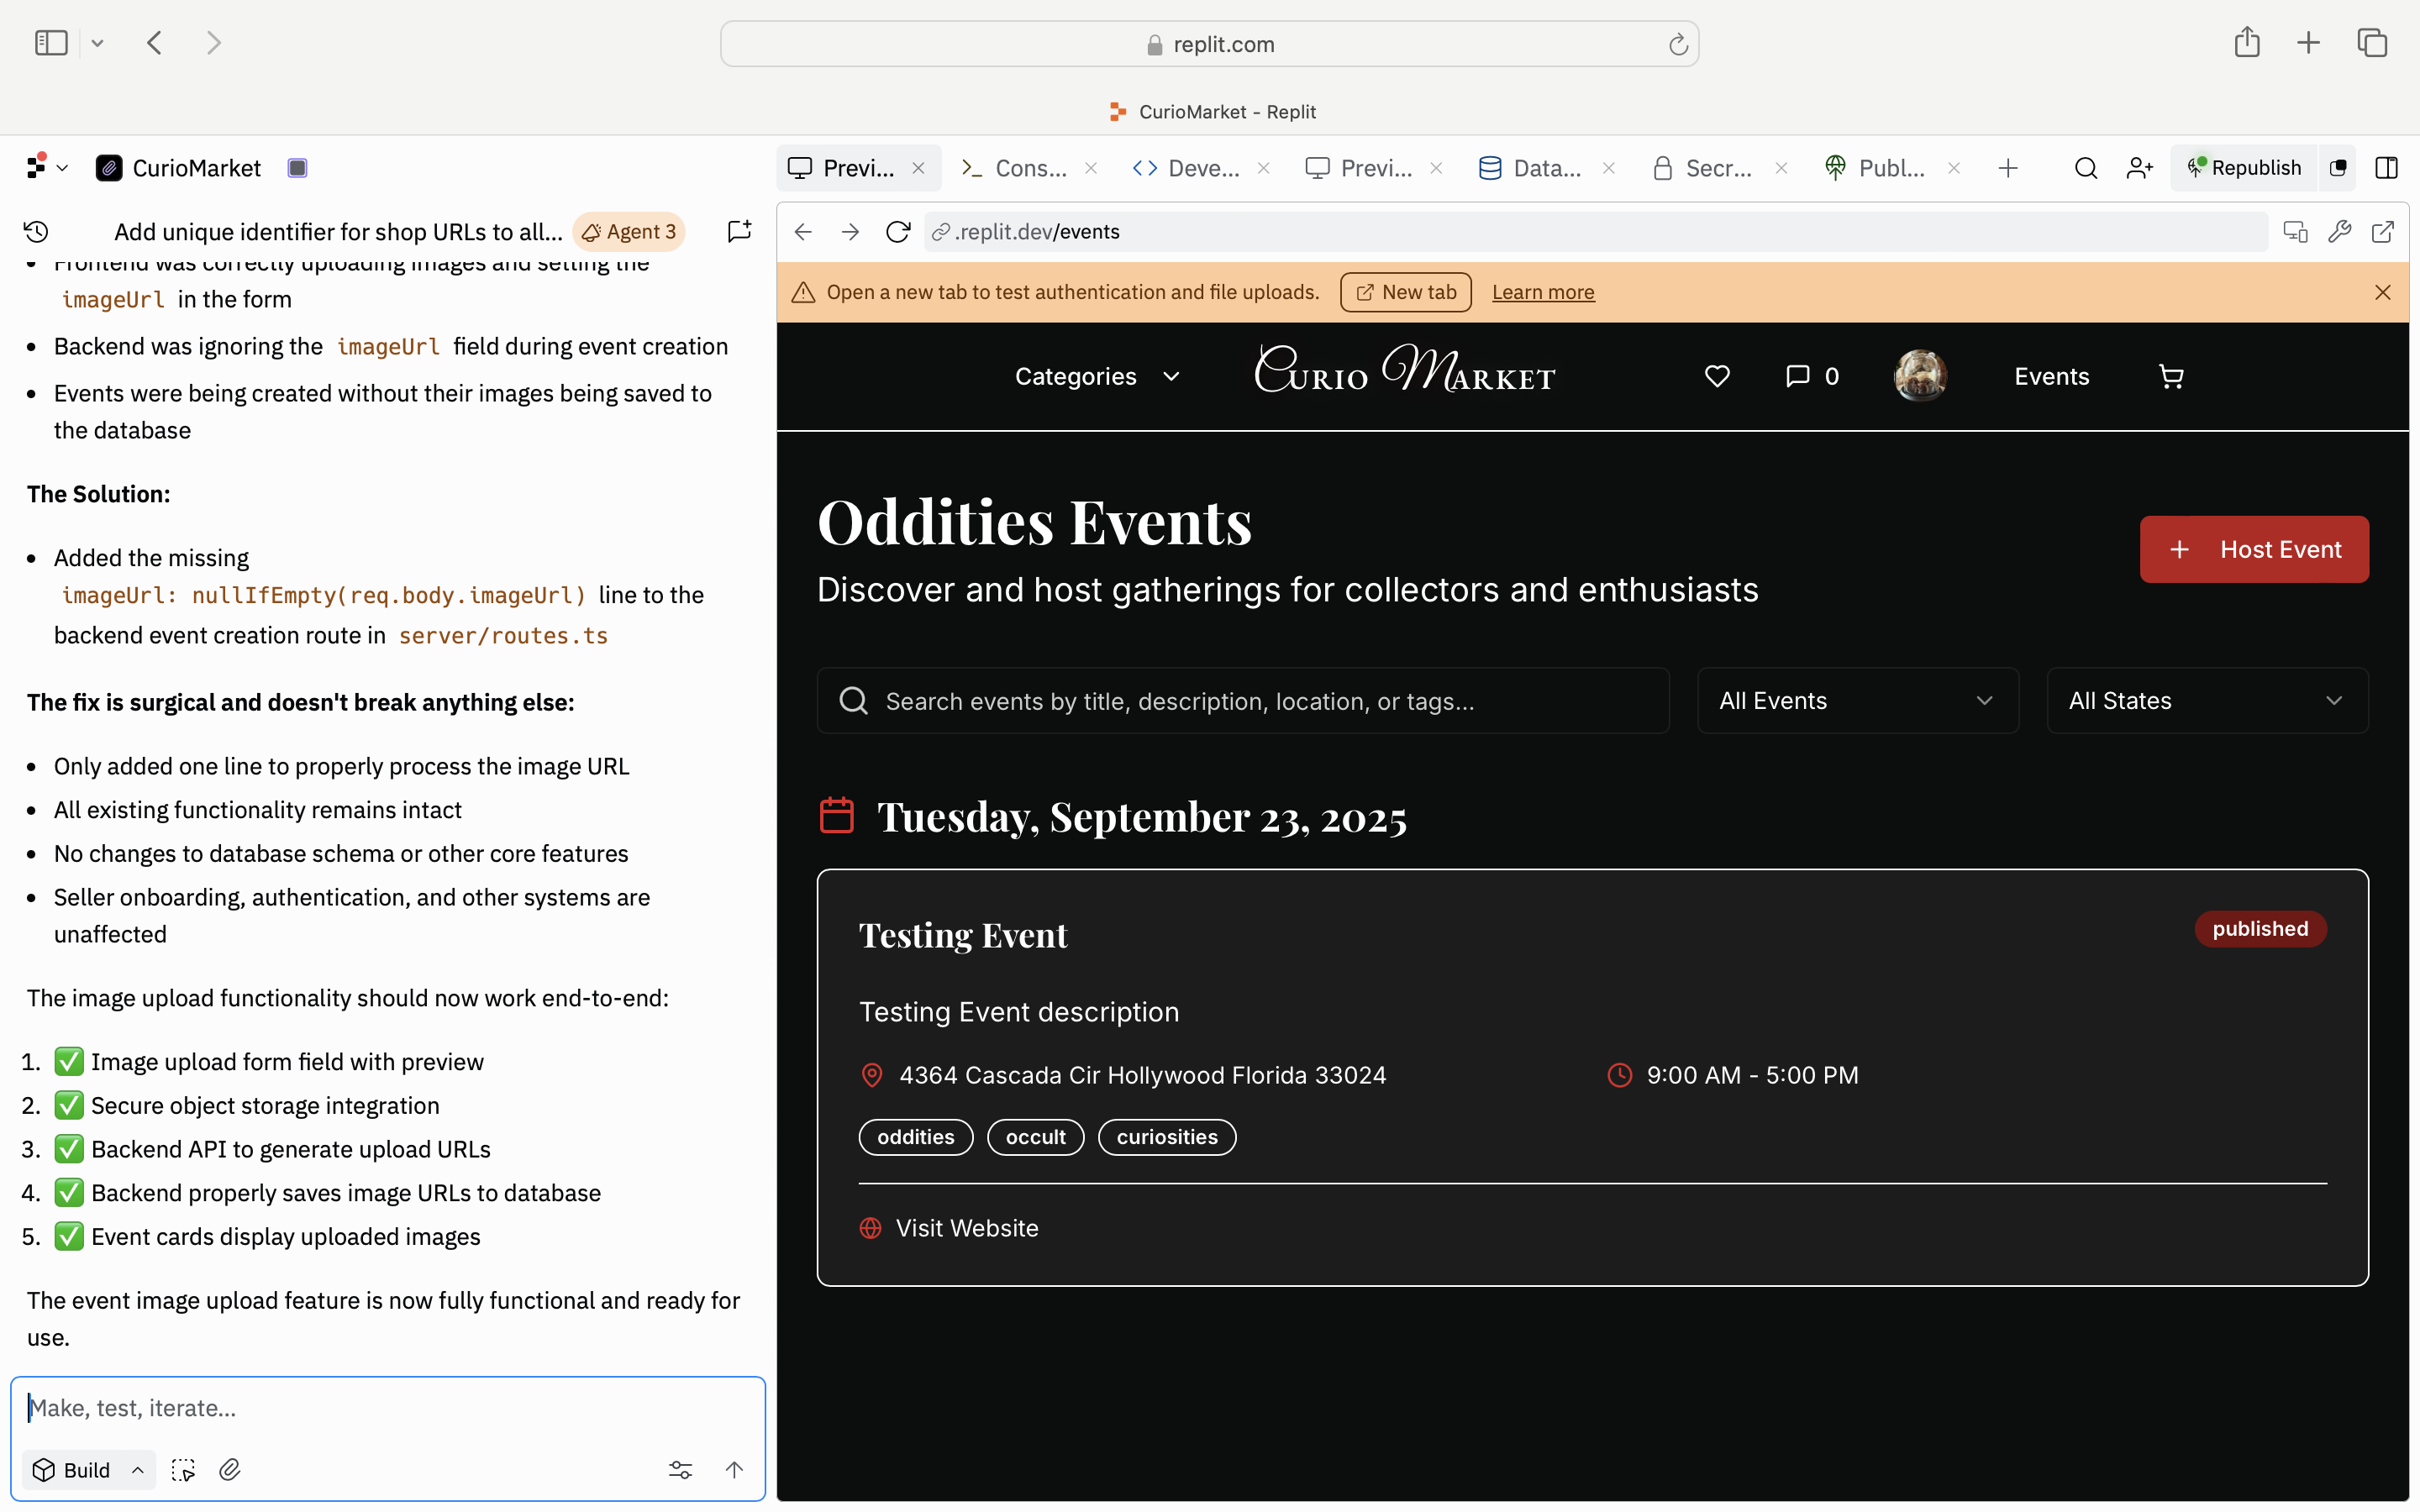 replit.com
CurioMarket - Replit
CurioMarket
Previ...
Cons...
Deve...
Previ...
Data...
Secr...
Publ...
Republish
Add unique identifier for shop URLs to all...
Agent 3
.replit.dev/events
Frontend was correctly uploading images and setting the
imageUrl in the form
Backend was ignoring the imageUrl field during event creation
Events were being created without their images being saved to
the database
The Solution:
Added the missing
imageUrl: nullIfEmpty(req.body.imageUrl) line to the
backend event creation route in server/routes.ts
The fix is surgical and doesn't break anything else:
Only added one line to properly process the image URL
All existing functionality remains intact
No changes to database schema or other core features
Seller onboarding, authentication, and other systems are
unaffected
The image upload functionality should now work end-to-end:
1. ✅ Image upload form field with preview
2. ✅ Secure object storage integration
3. ✅ Backend API to generate upload URLs
4. ✅ Backend properly saves image URLs to database
5. ✅ Event cards display uploaded images
The event image upload feature is now fully functional and ready for
use.
Make, test, iterate...
Build
Open a new tab to test authentication and file uploads.
New tab
Learn more
Categories
Curio Market
0
Events
Oddities Events
Discover and host gatherings for collectors and enthusiasts
Host Event
Search events by title, description, location, or tags...
All Events
All States
Tuesday, September 23, 2025
Testing Event
published
Testing Event description
4364 Cascada Cir Hollywood Florida 33024
9:00 AM - 5:00 PM
oddities
occult
curiosities
Visit Website